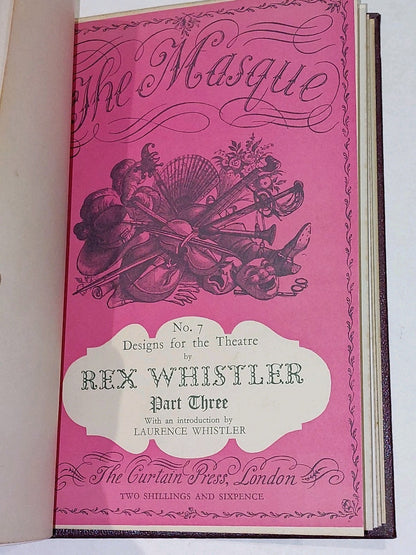 The Masque
No. 7
Designs for the Theatre
by
REX WHISTLER
Part Three
With an introduction by
LAURENCE WHISTLER
The Curtain Press, London
TWO SHILLINGS AND SIXPENCE